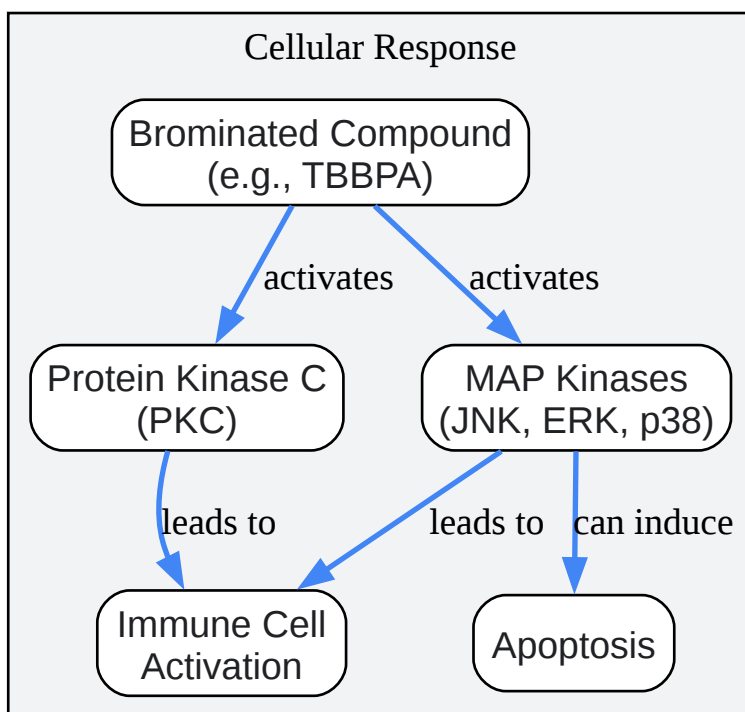 Cellular Response
Brominated Compound
(e.g., TBBPA)
activates
activates
Protein Kinase C
(PKC)
MAP Kinases
(JNK, ERK, p38)
leads to
leads to
can induce
Immune Cell
Activation
Apoptosis